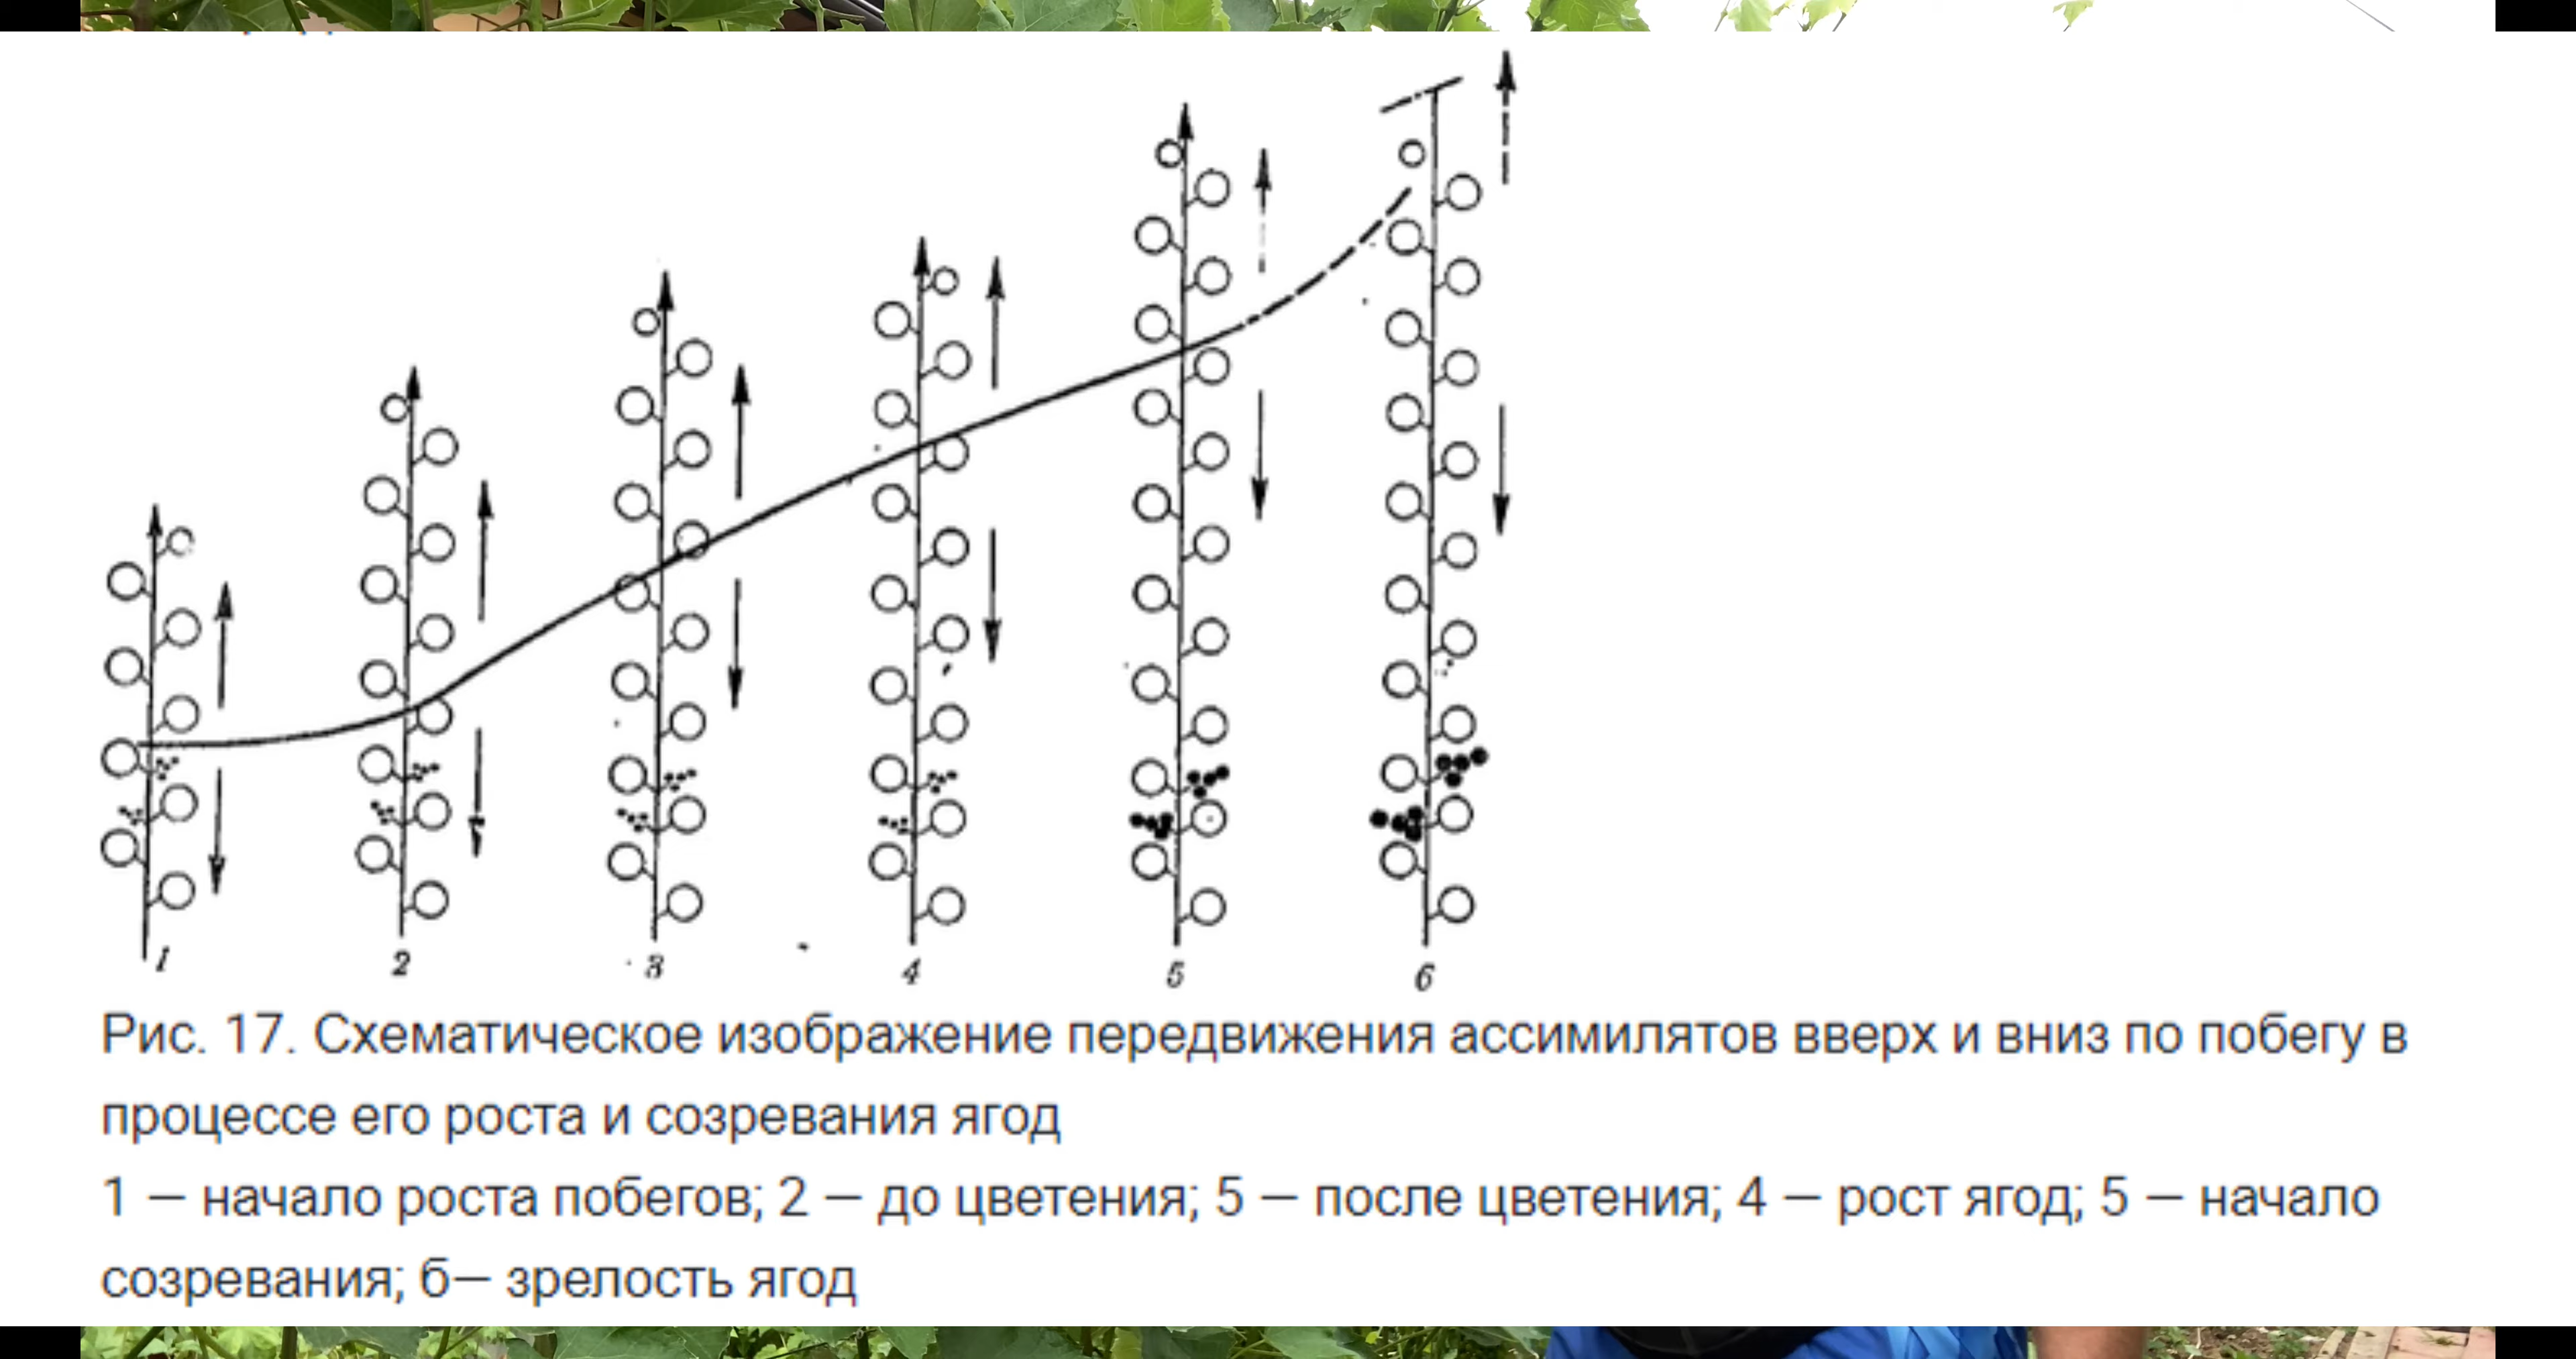 1 2 3 4 5 6
Рис. 17. Схематическое изображение передвижения ассимилятов вверх и вниз по побегу в
процессе его роста и созревания ягод
1 — начало роста побегов; 2 — до цветения; 5 — после цветения; 4 — рост ягод; 5 — начало
созревания; б— зрелость ягод